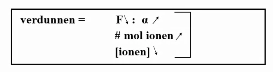 verdunnen = F↘ : α ↗
# mol ionen ↗
[ionen] ↘